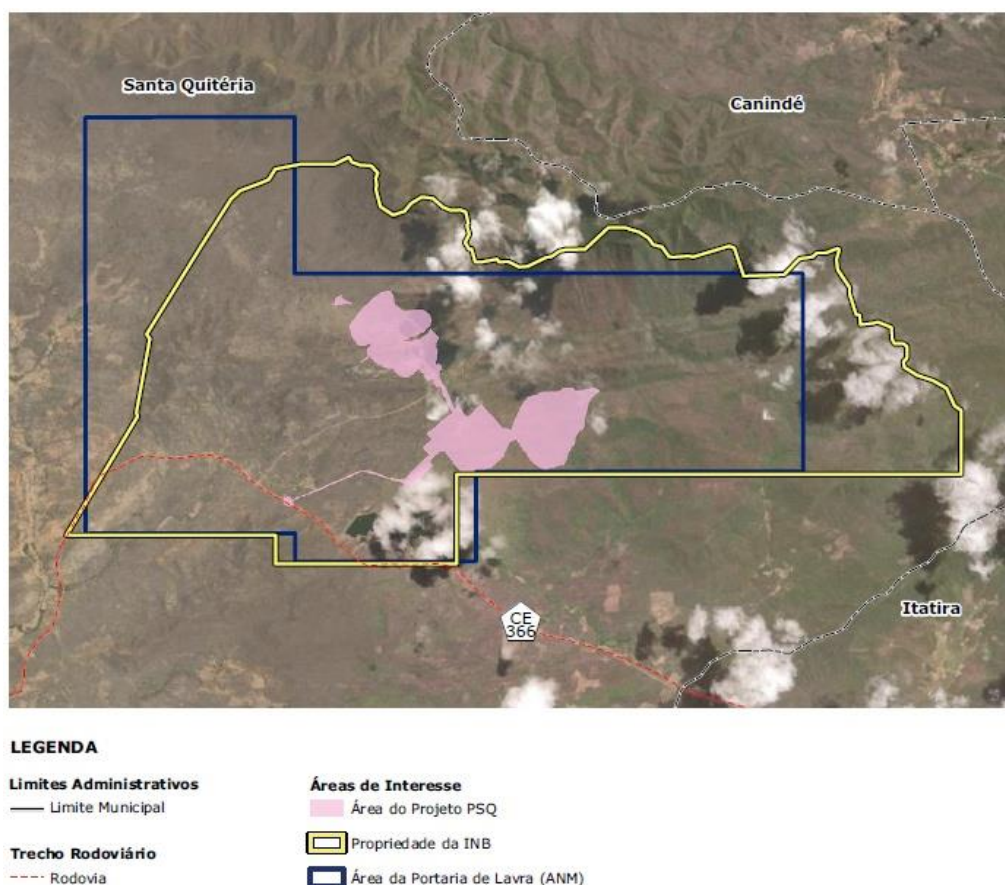 Santa Quitéria
Canindé
Itatira
CE
366
LEGENDA
Limites Administrativos
Limite Municipal
Trecho Rodoviário
Rodovia
Áreas de Interesse
Área do Projeto PSQ
Propriedade da INB
Área da Portaria de Lavra (ANM)